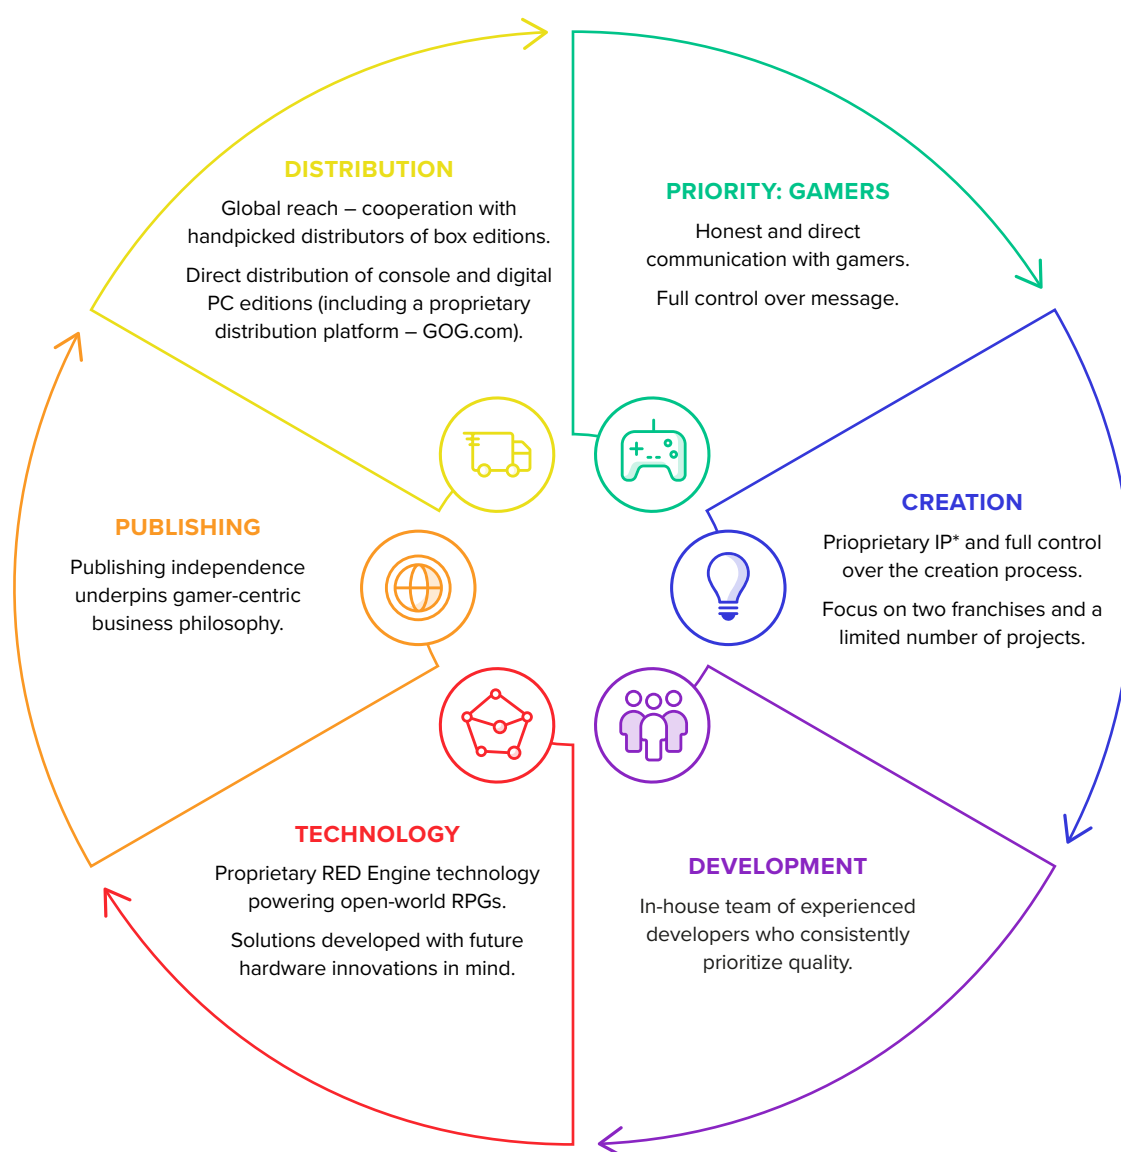 DISTRIBUTION
Global reach – cooperation with
handpicked distributors of box editions.
Direct distribution of console and digital
PC editions (including a proprietary
distribution platform – GOG.com).
PRIORITY: GAMERS
Honest and direct
communication with gamers.
Full control over message.
CREATION
Prioprietary IP* and full control
over the creation process.
Focus on two franchises and a
limited number of projects.
DEVELOPMENT
In-house team of experienced
developers who consistently
prioritize quality.
TECHNOLOGY
Proprietary RED Engine technology
powering open-world RPGs.
Solutions developed with future
hardware innovations in mind.
PUBLISHING
Publishing independence
underpins gamer-centric
business philosophy.